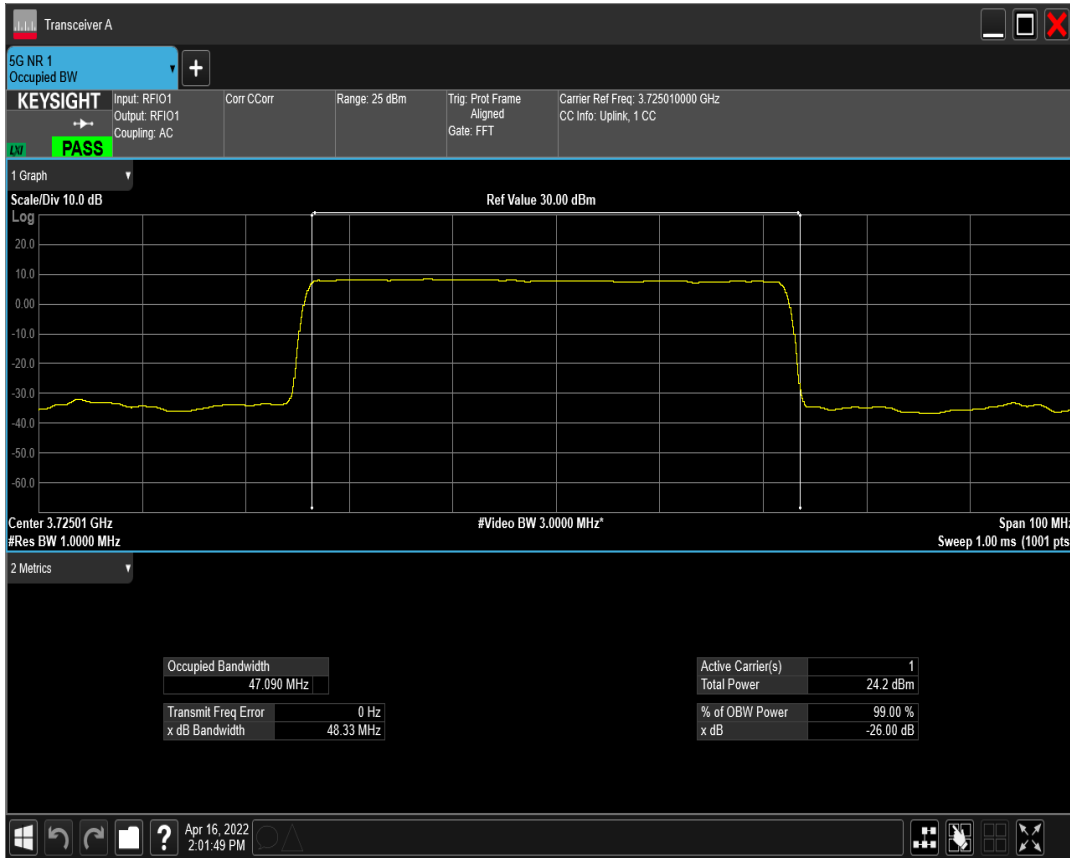 Transceiver A
5G NR 1
Occupied BW
+
KEYSIGHT
Input: RFIO1
Output: RFIO1
Coupling: AC
Corr CCorr
Range: 25 dBm
Trig: Prot Frame
Aligned
Gate: FFT
Carrier Ref Freq: 3.725010000 GHz
CC Info: Uplink, 1 CC
LXI
PASS
1 Graph
Scale/Div 10.0 dB
Ref Value 30.00 dBm
Log
20.0
10.0
0.00
-10.0
-20.0
-30.0
-40.0
-50.0
-60.0
Center 3.72501 GHz
#Video BW 3.0000 MHz*
Span 100 MHz
#Res BW 1.0000 MHz
Sweep 1.00 ms (1001 pts
2 Metrics
Occupied Bandwidth
47.090 MHz
Transmit Freq Error 0 Hz
x dB Bandwidth 48.33 MHz
Active Carrier(s) 1
Total Power 24.2 dBm
% of OBW Power 99.00 %
x dB -26.00 dB
?
Apr 16, 2022
2:01:49 PM